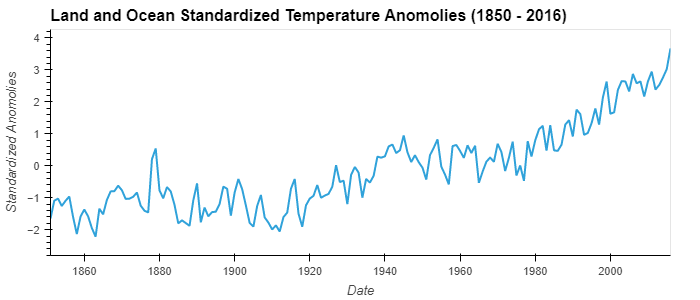 Land and Ocean Standardized Temperature Anomolies (1850 - 2016)
4
3
2
1
0
−1
−2
Standardized Anomolies
1860 1880 1900 1920 1940 1960 1980 2000
Date